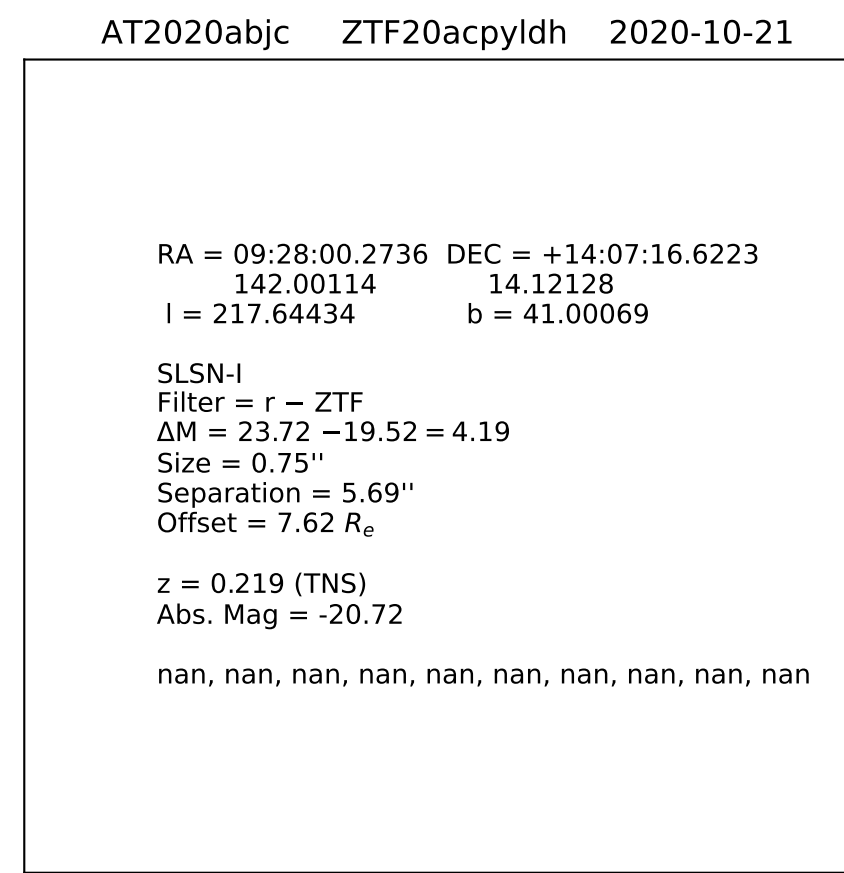 AT2020abjc ZTF20acpyldh 2020-10-21
RA = 09:28:00.2736 DEC = +14:07:16.6223
142.00114 14.12128
l = 217.64434 b = 41.00069
SLSN-I
Filter = r − ZTF
ΔM = 23.72 −19.52 = 4.19
Size = 0.75''
Separation = 5.69''
Offset = 7.62 Rₑ
z = 0.219 (TNS)
Abs. Mag = -20.72
nan, nan, nan, nan, nan, nan, nan, nan, nan, nan